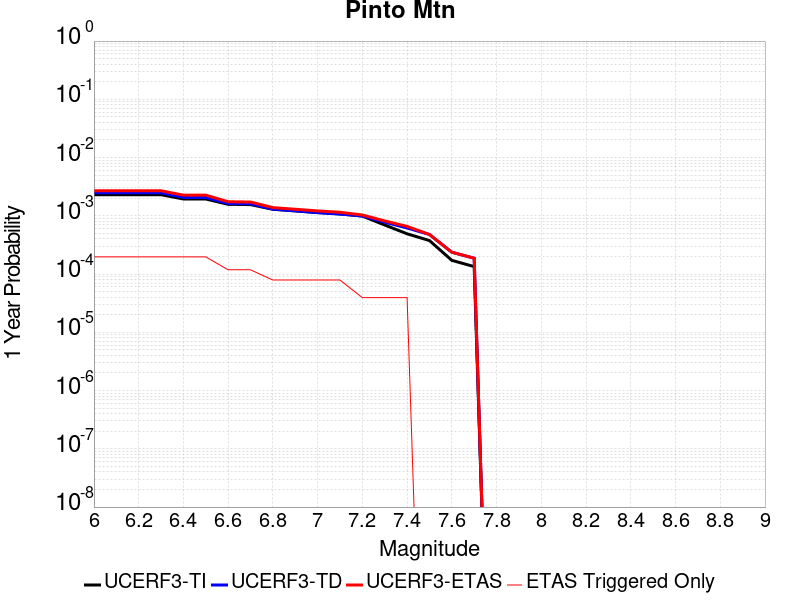 Pinto Mtn
10^0
10^-1
10^-2
10^-3
10^-4
10^-5
10^-6
10^-7
10^-8
1 Year Probability
6 6.2 6.4 6.6 6.8 7 7.2 7.4 7.6 7.8 8 8.2 8.4 8.6 8.8 9
Magnitude
UCERF3-TI UCERF3-TD UCERF3-ETAS ETAS Triggered Only